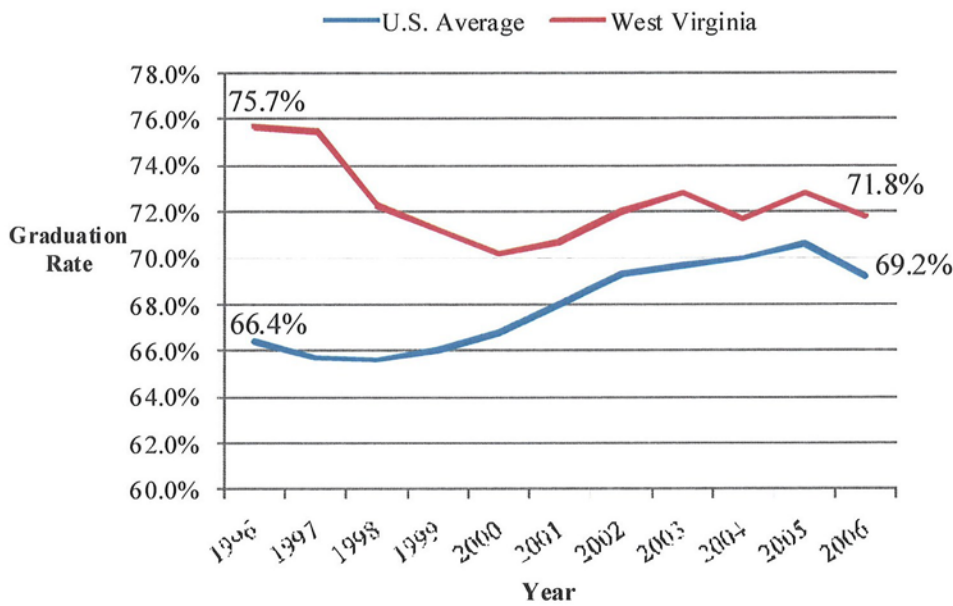 U.S. Average West Virginia
78.0%
76.0%
74.0%
72.0%
70.0%
68.0%
66.0%
64.0%
62.0%
60.0%
75.7%
71.8%
66.4%
69.2%
Graduation
Rate
1996 1997 1998 1999 2000 2001 2002 2003 2004 2005 2006
Year